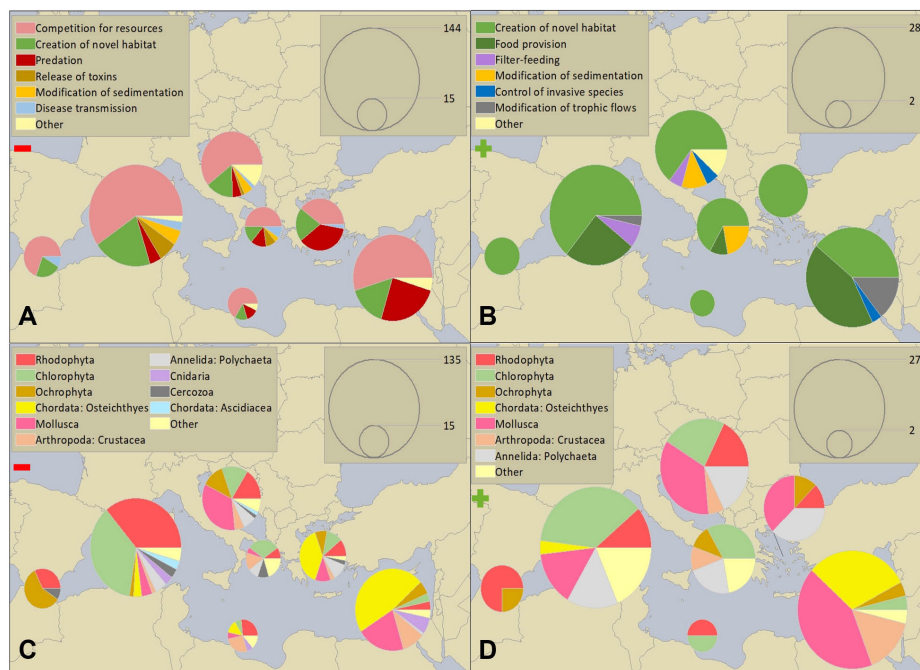 Competition for resources
Creation of novel habitat
Predation
Release of toxins
Modification of sedimentation
Disease transmission
Other
144
15
A
Creation of novel habitat
Food provision
Filter-feeding
Modification of sedimentation
Control of invasive species
Modification of trophic flows
Other
28
2
B
Rhodophyta
Chlorophyta
Ochrophyta
Chordata: Osteichthyes
Mollusca
Arthropoda: Crustacea
Annelida: Polychaeta
Cnidaria
Cercozoa
Chordata: Ascidiacea
Other
135
15
C
Rhodophyta
Chlorophyta
Ochrophyta
Chordata: Osteichthyes
Mollusca
Arthropoda: Crustacea
Annelida: Polychaeta
Other
27
2
D